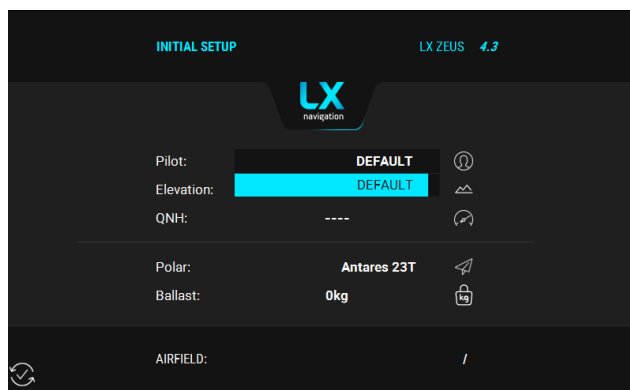 INITIAL SETUP LX ZEUS 4.3
LX
navigation
Pilot: DEFAULT
Elevation: DEFAULT
QNH: ----
Polar: Antares 23T
Ballast: 0kg kg
AIRFIELD: /